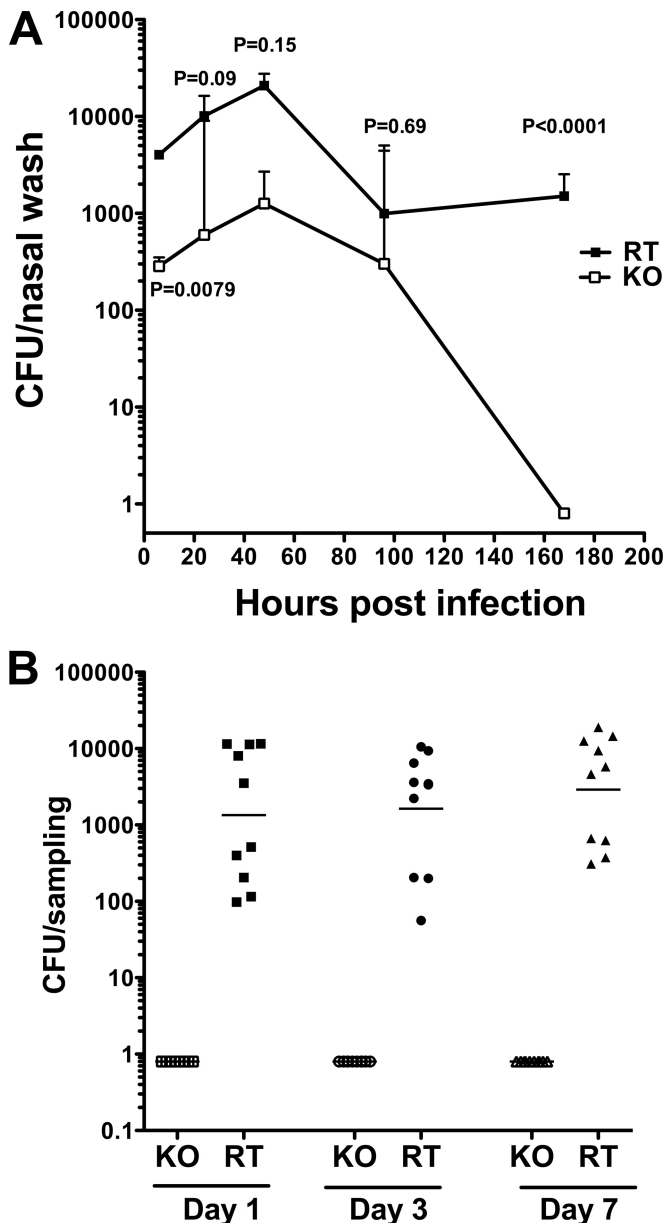 A
100000
10000
1000
100
10
1
CFU/nasal wash
P=0.09
P=0.15
P=0.69
P<0.0001
P=0.0079
RT
KO
0 20 40 60 80 100 120 140 160 180 200
Hours post infection
B
100000
10000
1000
100
10
1
0.1
CFU/sampling
KO RT KO RT KO RT
Day 1 Day 3 Day 7